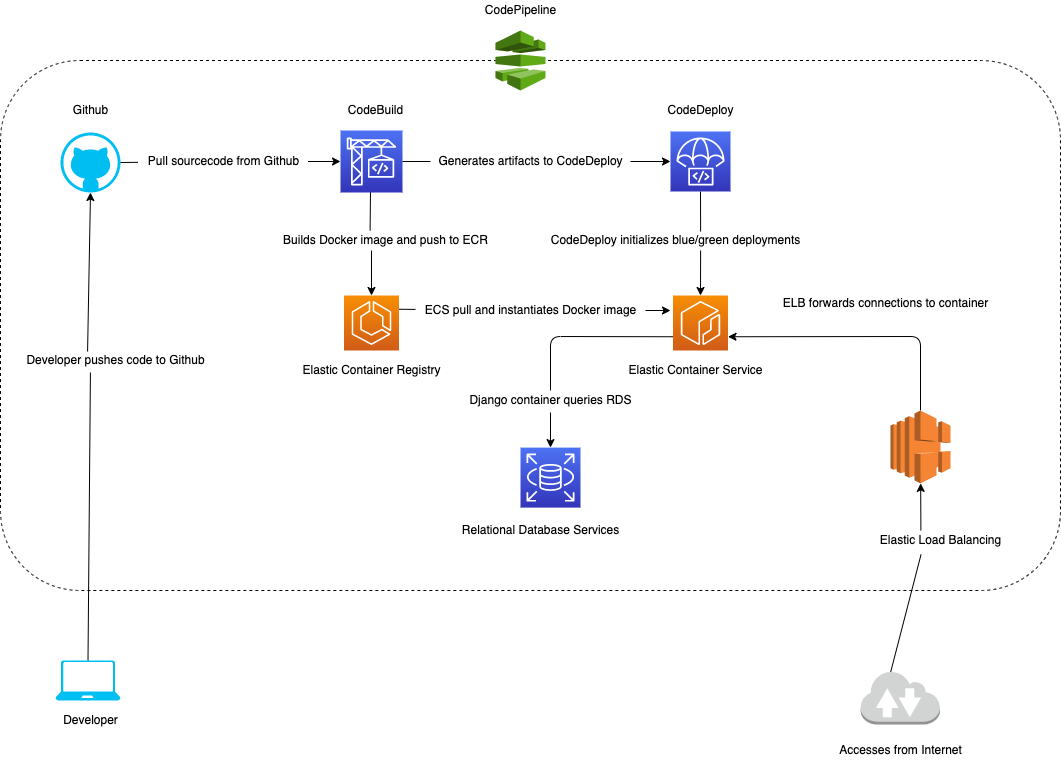 CodePipeline
Github
CodeBuild
CodeDeploy
Pull sourcecode from Github
</>
Generates artifacts to CodeDeploy
</>
Builds Docker image and push to ECR
CodeDeploy initializes blue/green deployments
ECS pull and instantiates Docker image
ELB forwards connections to container
Developer pushes code to Github
Elastic Container Registry
Elastic Container Service
Django container queries RDS
Relational Database Services
Elastic Load Balancing
Developer
Accesses from Internet